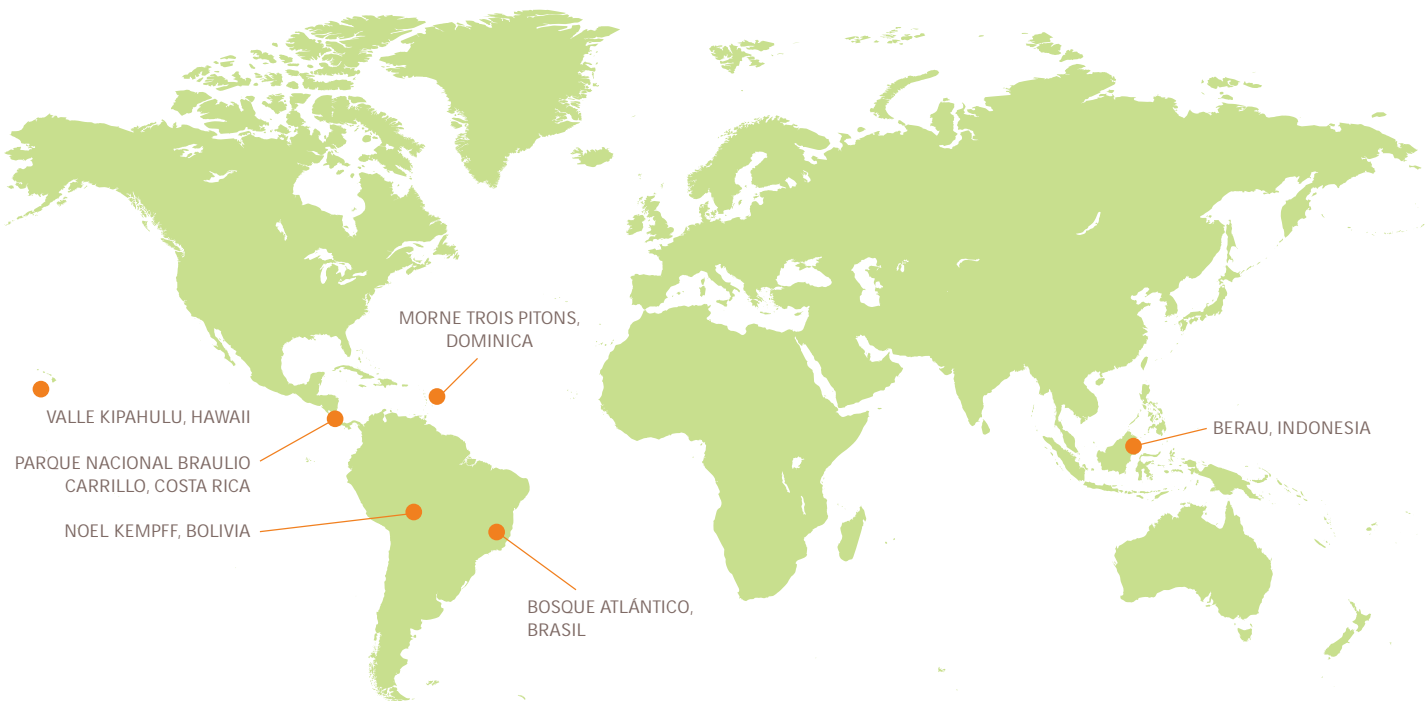 MORNE TROIS PITONS,
DOMINICA
VALLE KIPAHULU, HAWAII
PARQUE NACIONAL BRAULIO
CARRILLO, COSTA RICA
NOEL KEMPFF, BOLIVIA
BOSQUE ATLÁNTICO,
BRASIL
BERAU, INDONESIA